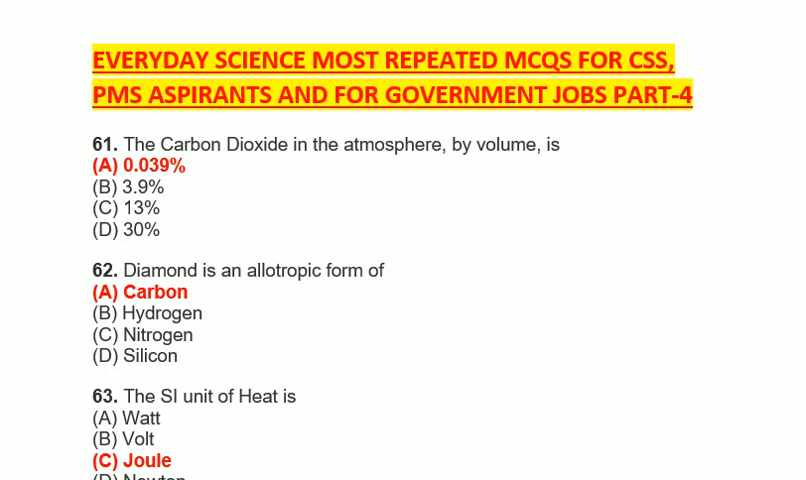 EVERYDAY SCIENCE MOST REPEATED MCQS FOR CSS,
PMS ASPIRANTS AND FOR GOVERNMENT JOBS PART-4
61. The Carbon Dioxide in the atmosphere, by volume, is
(A) 0.039%
(B) 3.9%
(C) 13%
(D) 30%
62. Diamond is an allotropic form of
(A) Carbon
(B) Hydrogen
(C) Nitrogen
(D) Silicon
63. The SI unit of Heat is
(A) Watt
(B) Volt
(C) Joule
(D) Newton